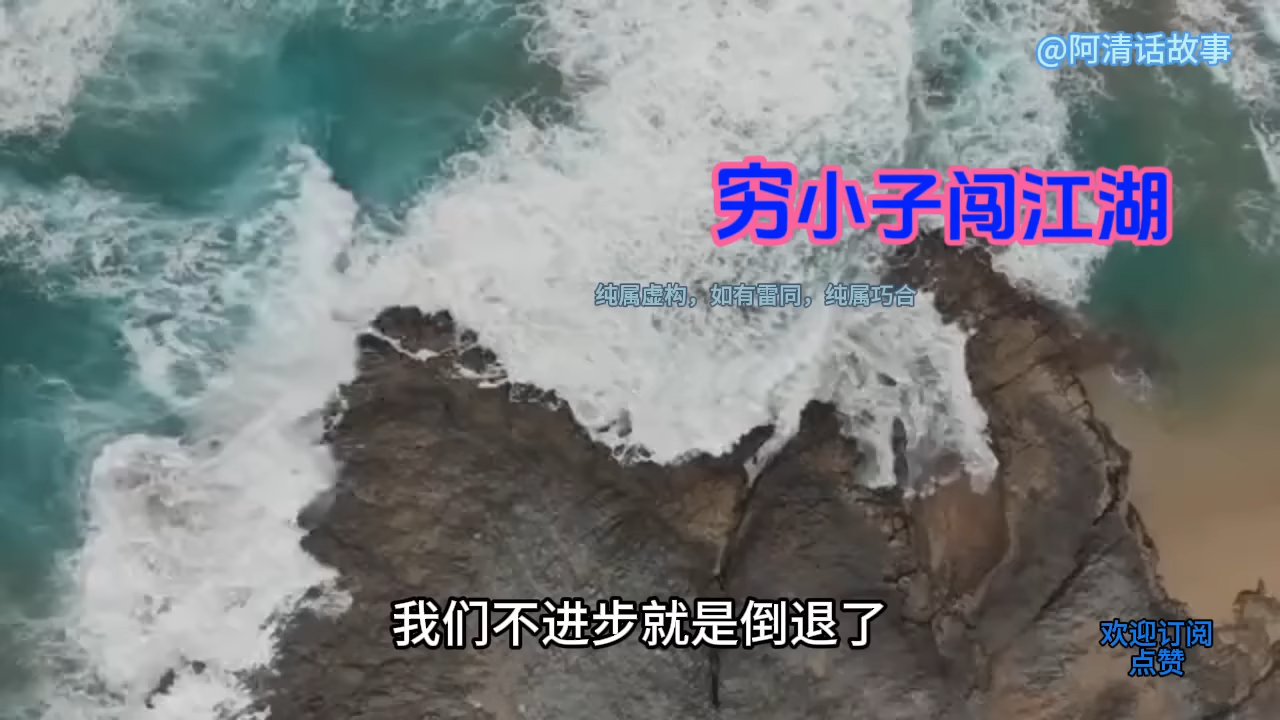 @阿清话故事
穷小子闯江湖
纯属虚构，如有雷同，纯属巧合
我们不进步就是倒退了
欢迎订阅
点赞